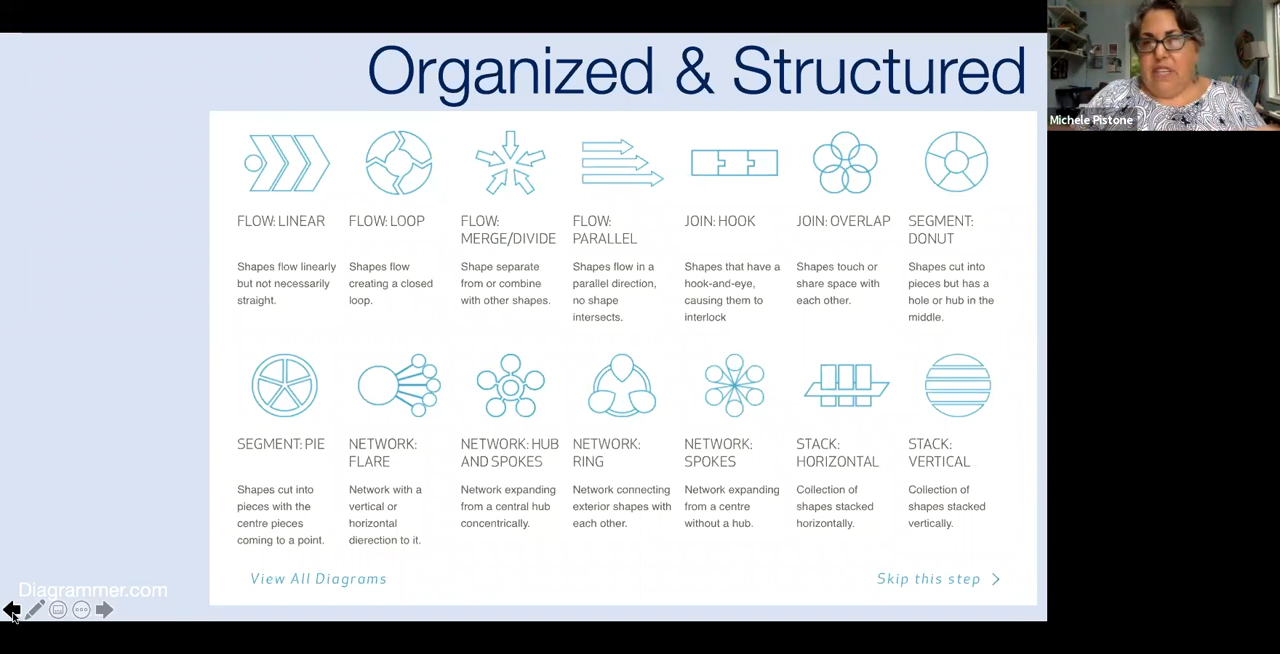 Organized & Structured
Michele Pistone
FLOW: LINEAR
Shapes flow linearly
but not necessarily
straight.
FLOW: LOOP
Shapes flow
creating a closed
loop.
FLOW:
MERGE/DIVIDE
Shape separate
from or combine
with other shapes.
FLOW:
PARALLEL
Shapes flow in a
parallel direction,
no shape
intersects.
JOIN: HOOK
Shapes that have a
hook-and-eye,
causing them to
interlock
JOIN: OVERLAP
Shapes touch or
share space with
each other.
SEGMENT:
DONUT
Shapes cut into
pieces but has a
hole or hub in the
middle.
SEGMENT: PIE
Shapes cut into
pieces with the
centre pieces
coming to a point.
NETWORK:
FLARE
Network with a
vertical or
horizontal
dierection to it.
NETWORK: HUB
AND SPOKES
Network expanding
from a central hub
concentrically.
NETWORK:
RING
Network connecting
exterior shapes with
each other.
NETWORK:
SPOKES
Network expanding
from a centre
without a hub.
STACK:
HORIZONTAL
Collection of
shapes stacked
horizontally.
STACK:
VERTICAL
Collection of
shapes stacked
vertically.
View All Diagrams
Skip this step
Diagrammer.com